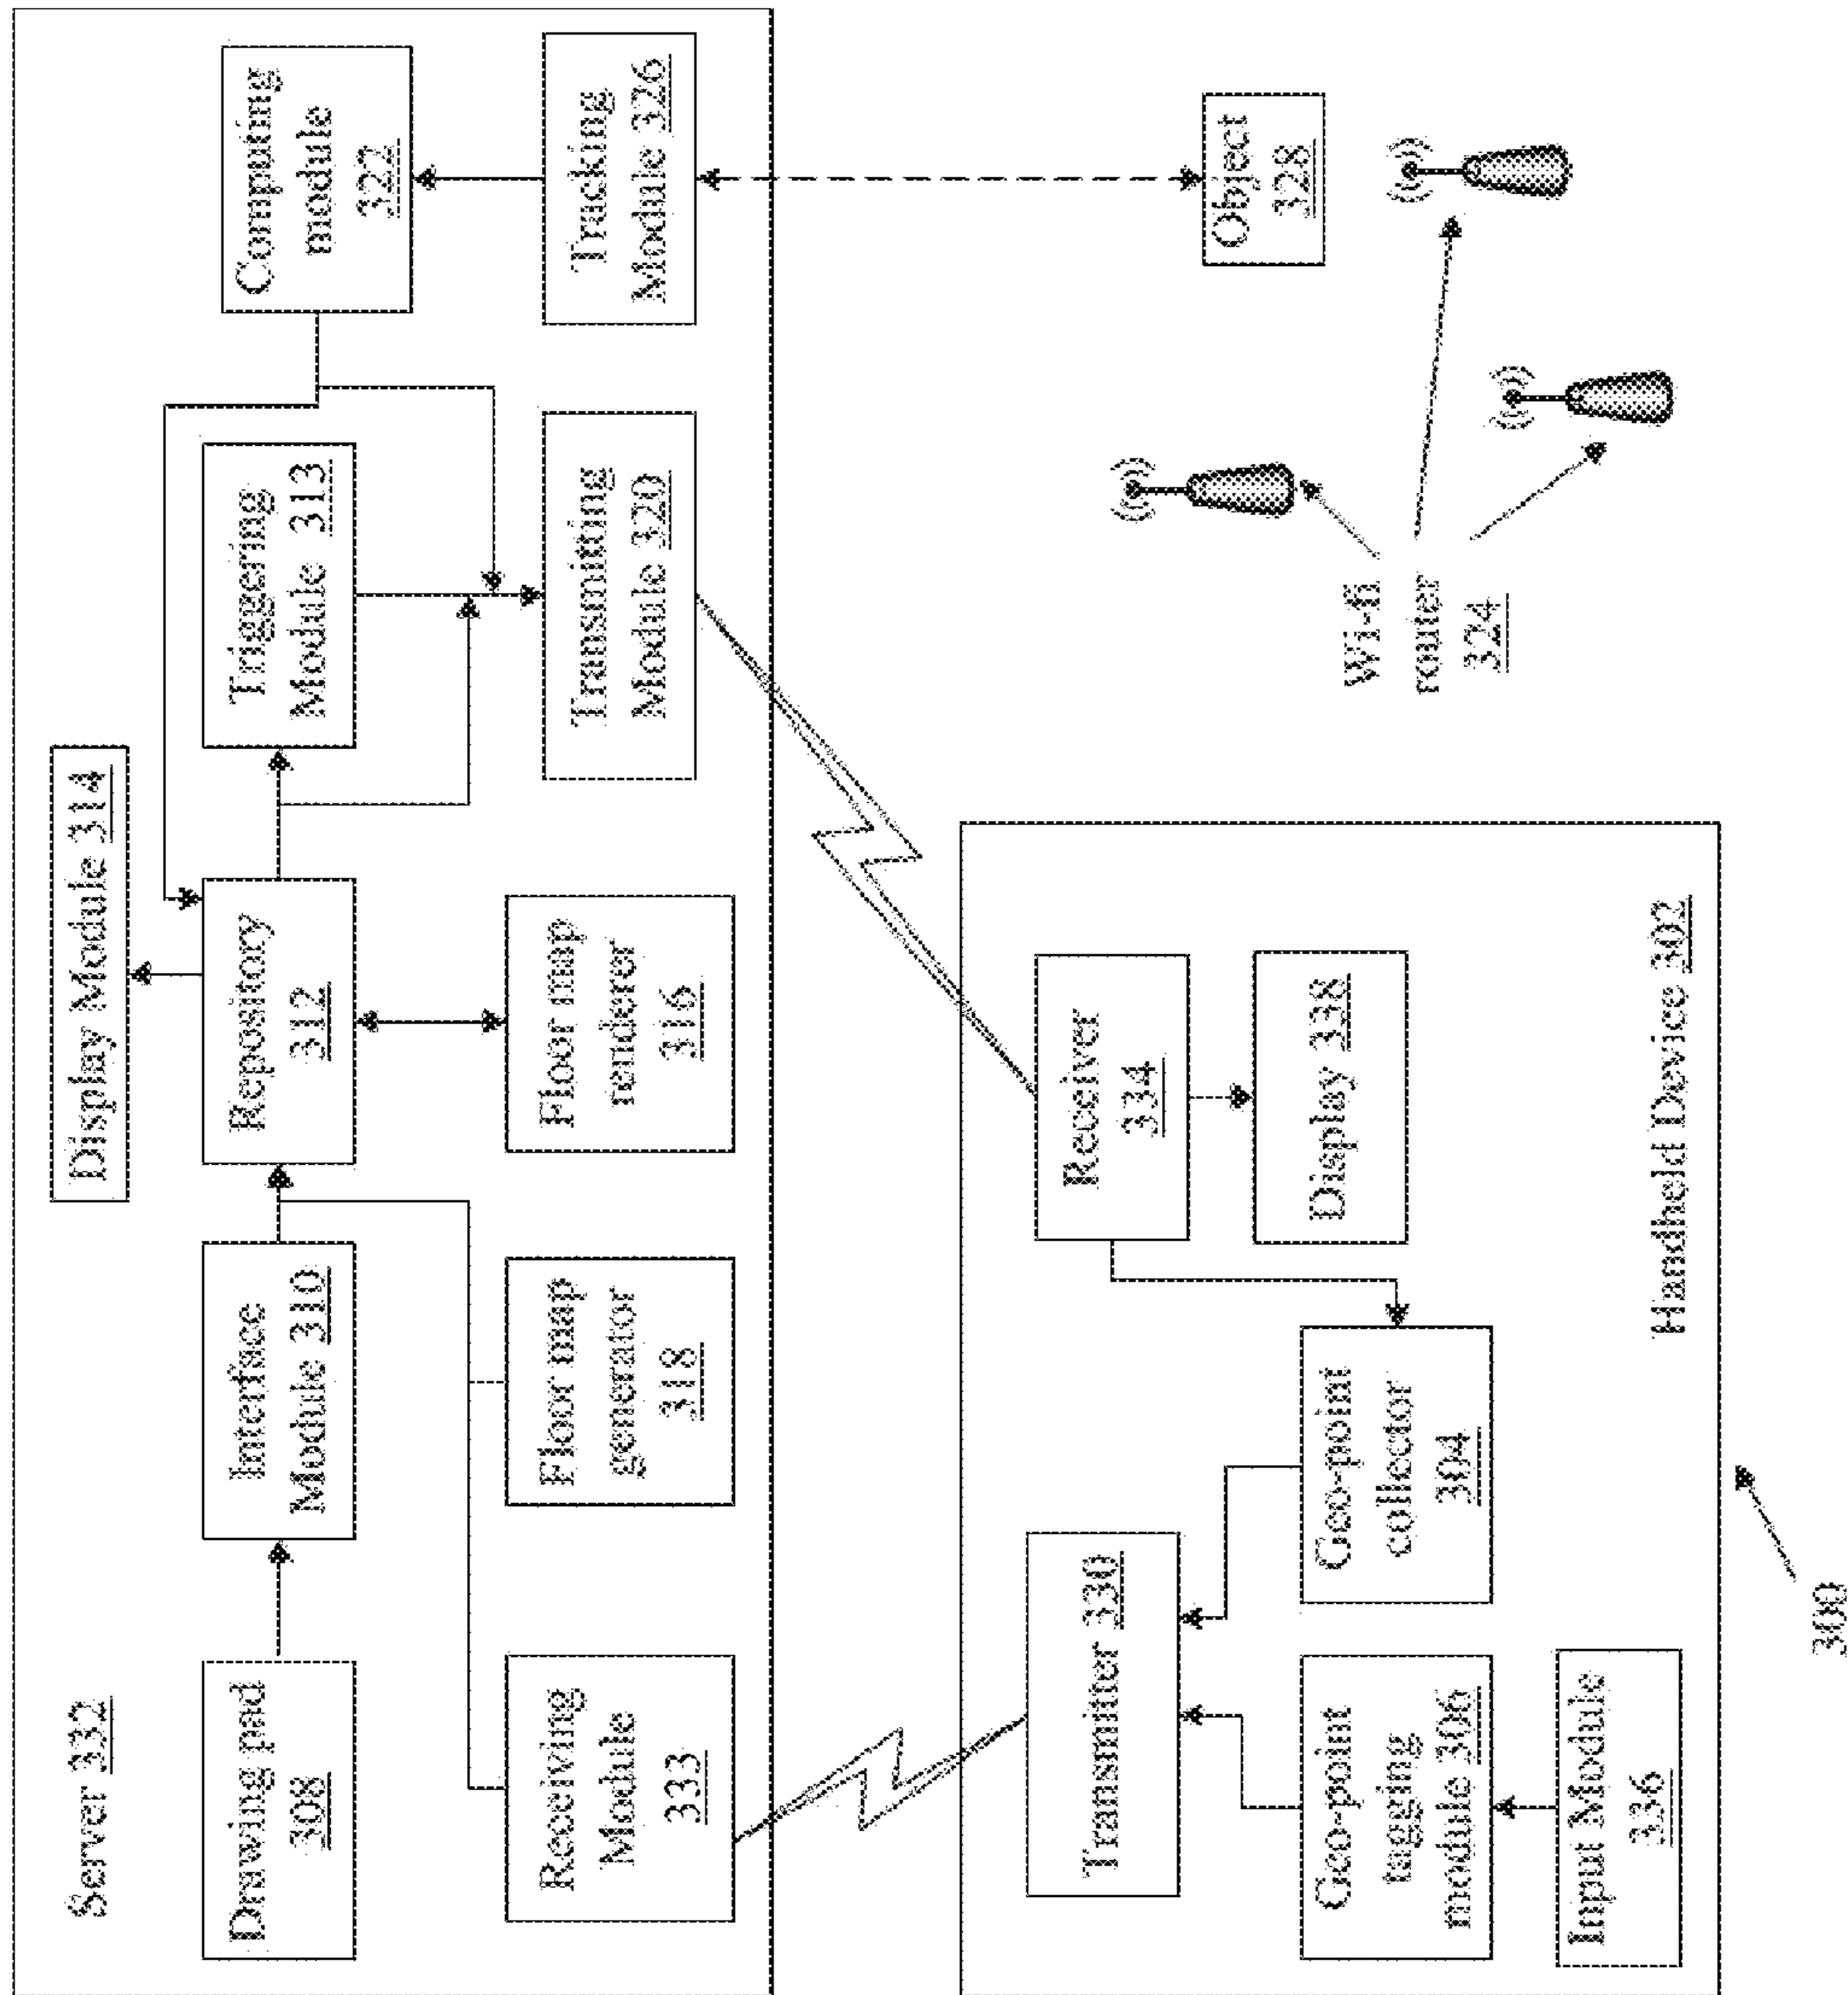 Server 332
Display Module 314
Drawing pad
308
Interface
Module 310
Repository
312
Triggering
Module 313
Computing
module
322
Receiving
Module
333
Floor map
generator
318
Floor map
renderer
316
Transmitting
Module 320
Tracking
Module 326
Transmitter 330
Receiver
334
Object
328
Geo-point
tagging
module 306
Geo-point
collector
304
Display 338
Wi-fi
router
324
Input Module
336
Handheld Device 302
300